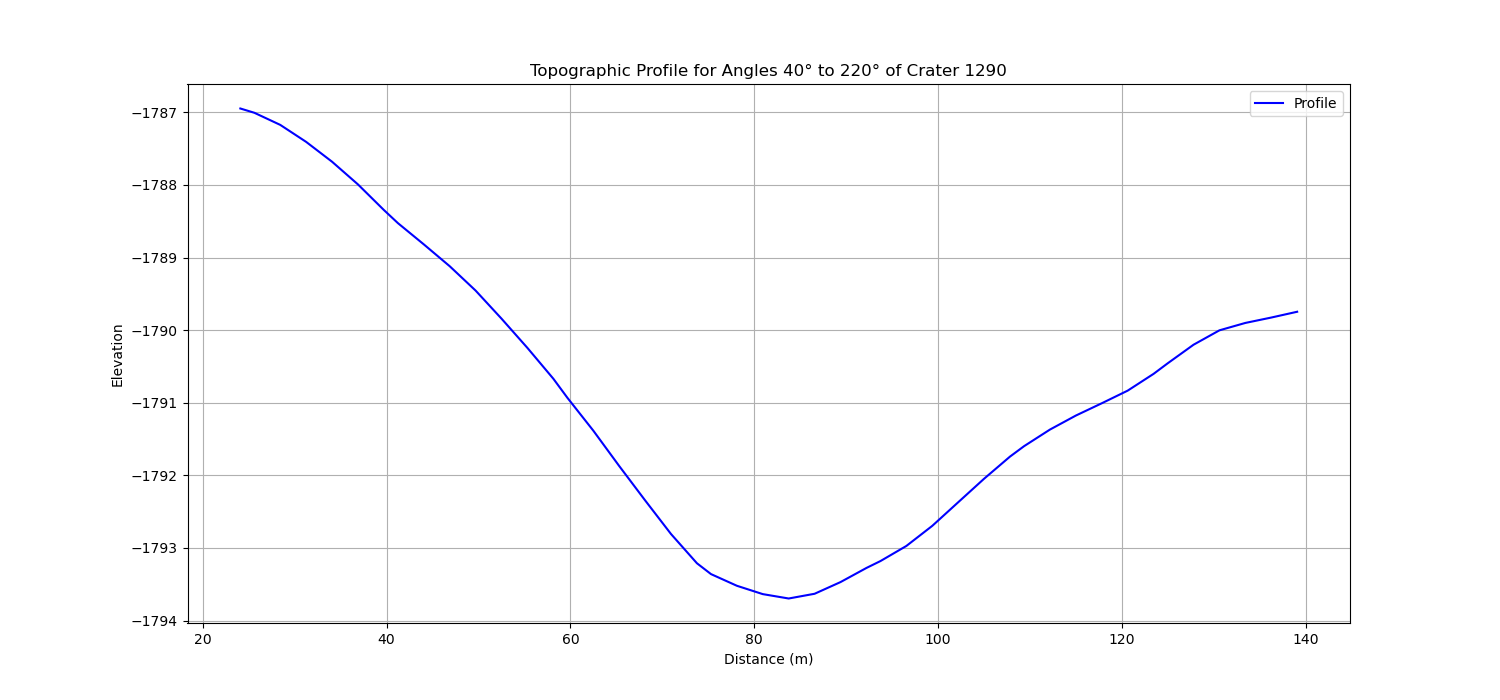 Topographic Profile for Angles 40° to 220° of Crater 1290
Profile
−1787
−1788
−1789
−1790
−1791
−1792
−1793
−1794
Elevation
20 40 60 80 100 120 140
Distance (m)